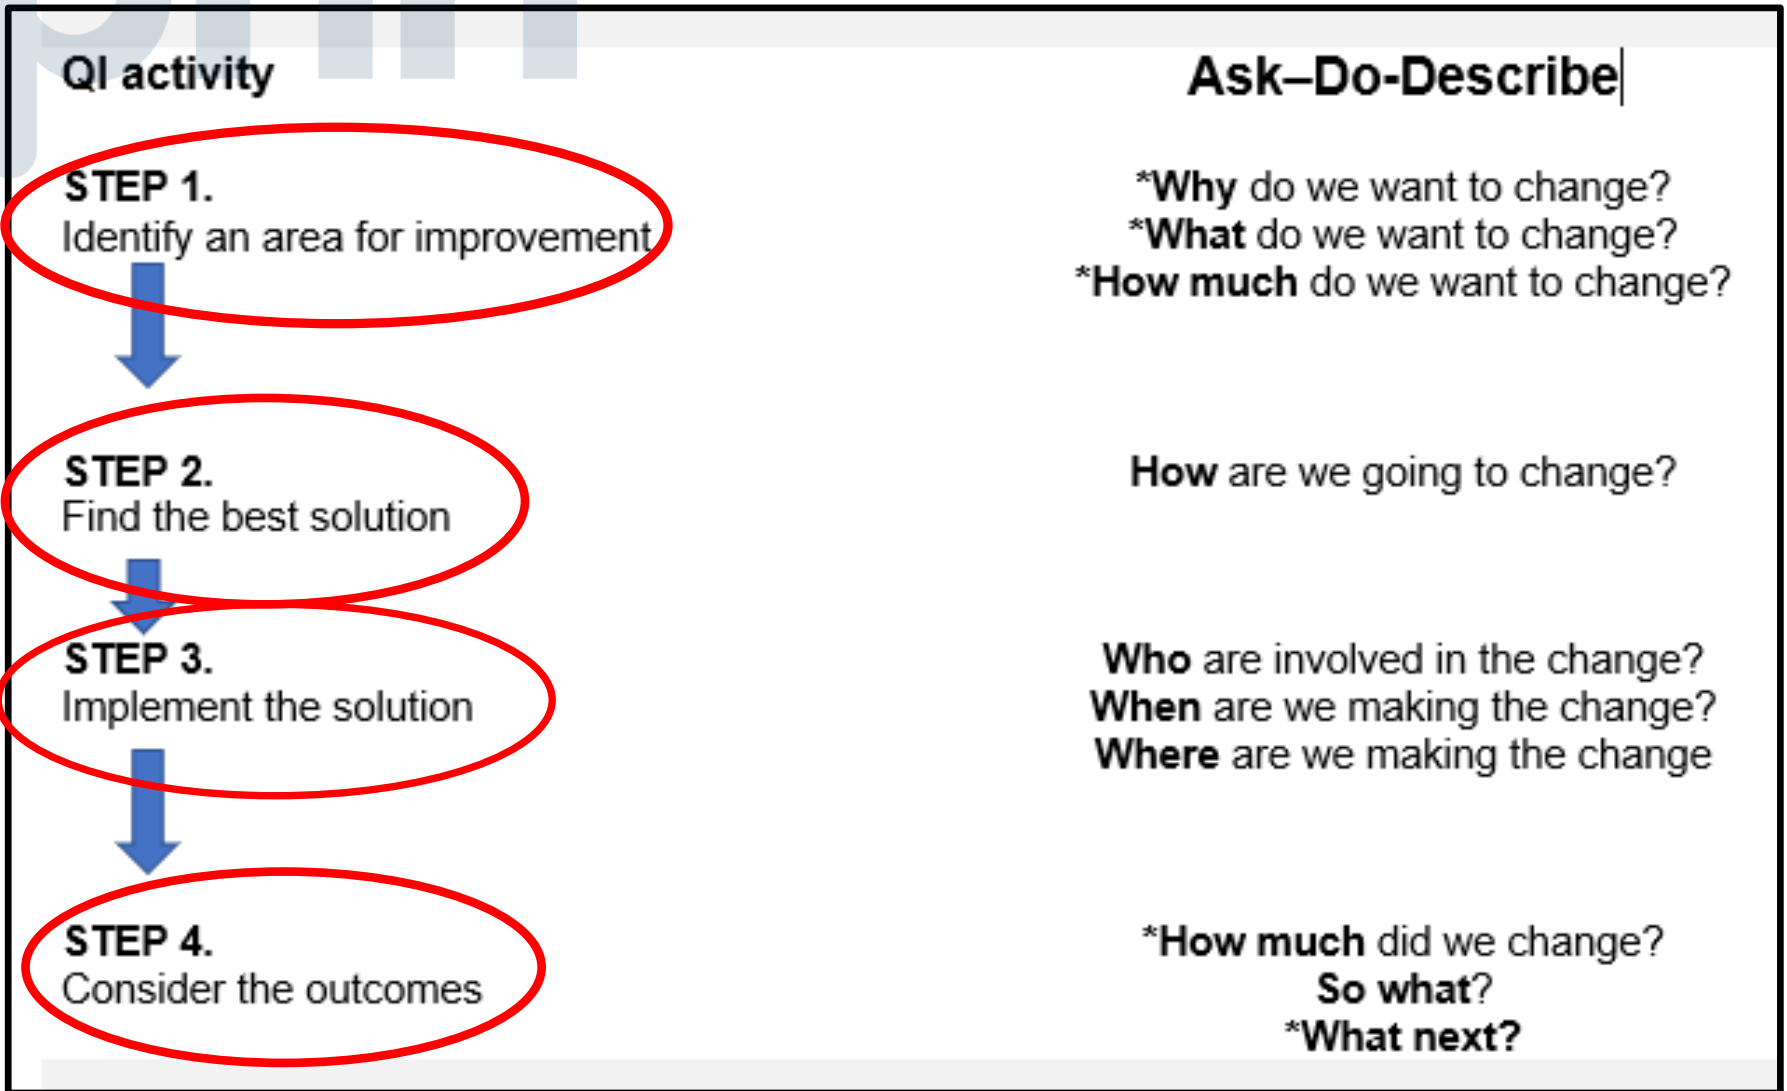 QI activity
Ask–Do-Describe
STEP 1.
Identify an area for improvement
*Why do we want to change?
*What do we want to change?
*How much do we want to change?
STEP 2.
Find the best solution
How are we going to change?
STEP 3.
Implement the solution
Who are involved in the change?
When are we making the change?
Where are we making the change
STEP 4.
Consider the outcomes
*How much did we change?
So what?
*What next?